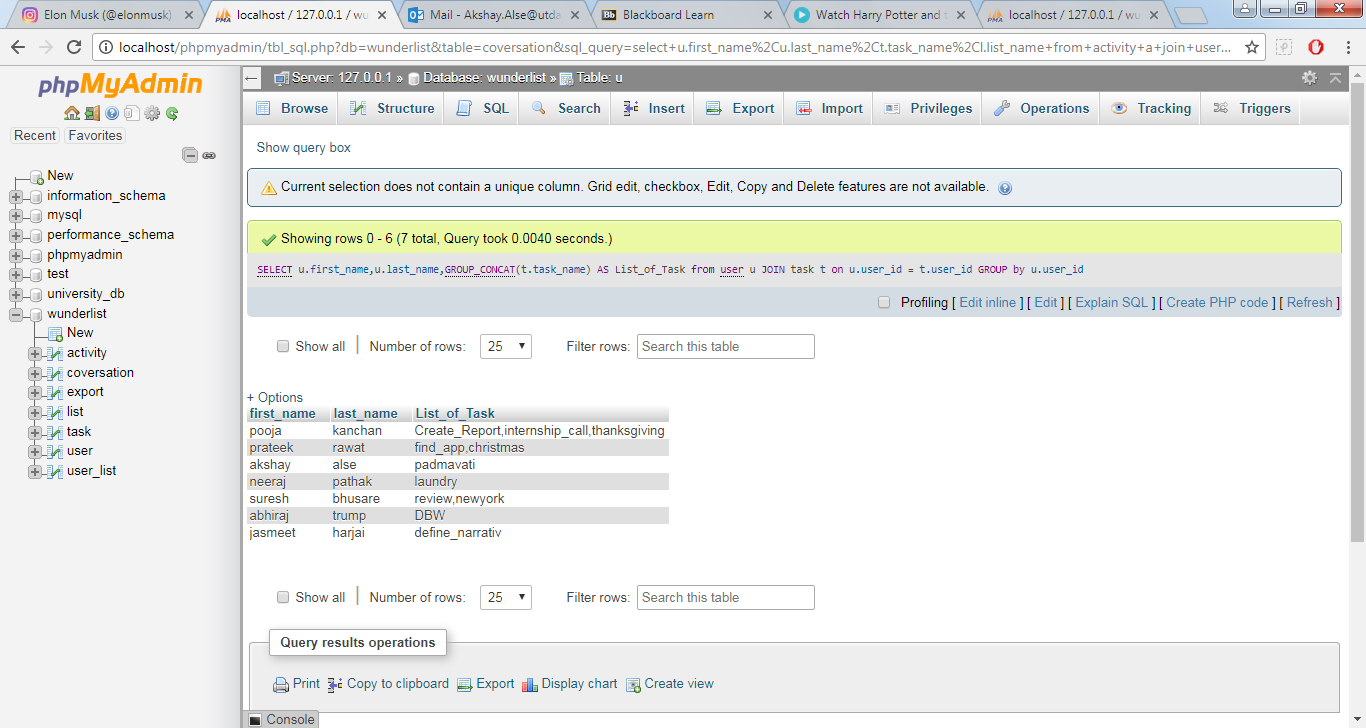 Elon Musk (@elonmusk)
localhost / 127.0.0.1 / wu
Mail - Akshay.Alse@utda
Blackboard Learn
Watch Harry Potter and t
localhost / 127.0.0.1 / wu
localhost/phpmyadmin/tbl_sql.php?db=wunderlist&table=coversation&sql_query=select+u.first_name%2Cu.last_name%2Ct.task_name%2Cl.list_name+from+activity+a+join+user...
phpMyAdmin
Recent Favorites
New
information_schema
mysql
performance_schema
phpmyadmin
test
university_db
wunderlist
New
activity
coversation
export
list
task
user
user_list
Server: 127.0.0.1 » Database: wunderlist » Table: u
Browse Structure SQL Search Insert Export Import Privileges Operations Tracking Triggers
Show query box
Current selection does not contain a unique column. Grid edit, checkbox, Edit, Copy and Delete features are not available.
Showing rows 0 - 6 (7 total, Query took 0.0040 seconds.)
SELECT u.first_name,u.last_name,GROUP_CONCAT(t.task_name) AS List_of_Task from user u JOIN task t on u.user_id = t.user_id GROUP by u.user_id
Profiling [ Edit inline ] [ Edit ] [ Explain SQL ] [ Create PHP code ] [ Refresh ]
Show all Number of rows: 25 Filter rows: Search this table
+ Options
first_name last_name List_of_Task
pooja kanchan Create_Report,internship_call,thanksgiving
prateek rawat find_app,christmas
akshay alse padmavati
neeraj pathak laundry
suresh bhusare review,newyork
abhiraj trump DBW
jasmeet harjai define_narrativ
Show all Number of rows: 25 Filter rows: Search this table
Query results operations
Print Copy to clipboard Export Display chart Create view
Console